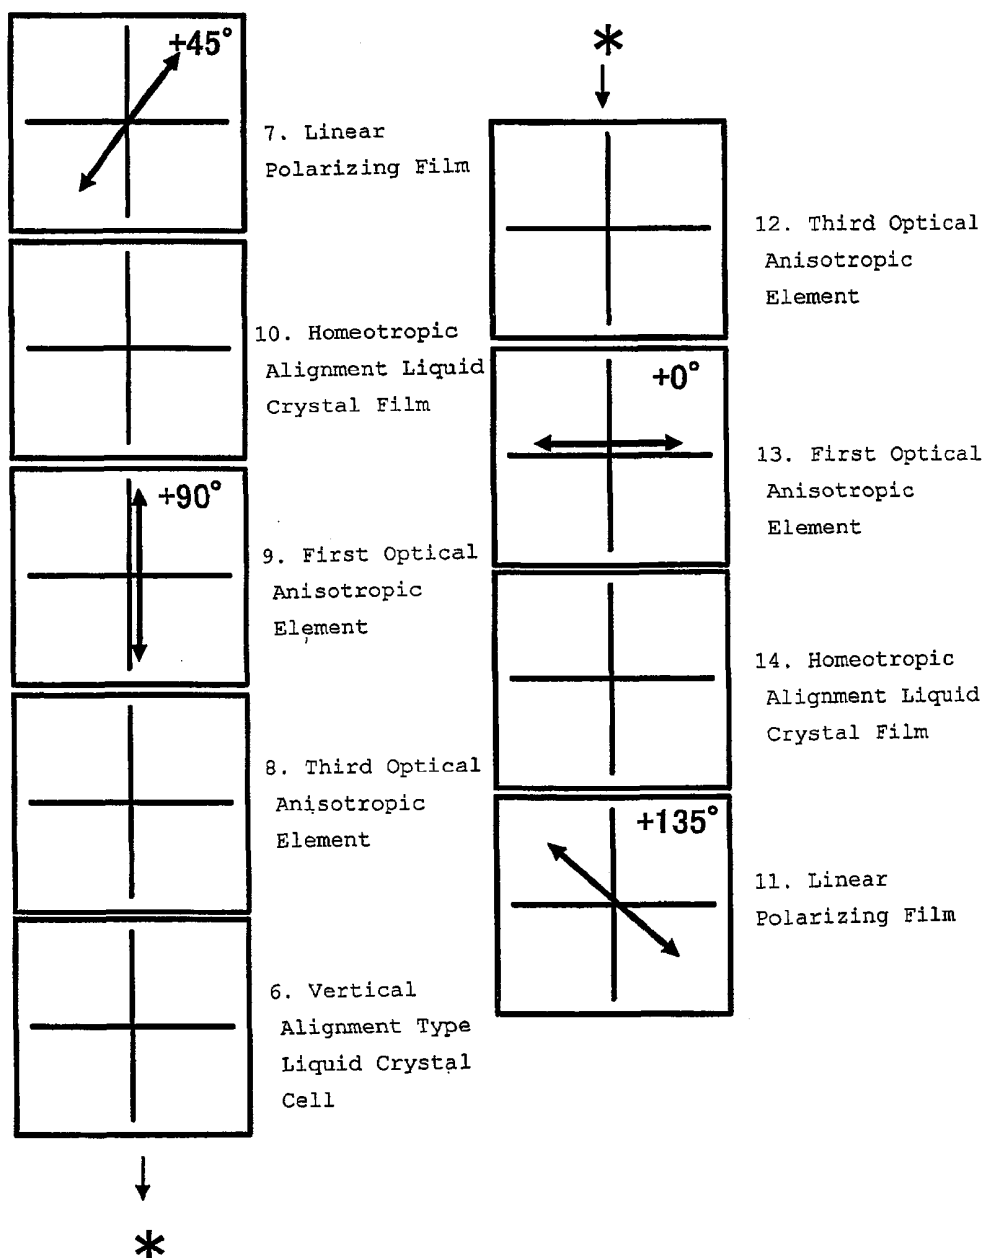 +45°
7. Linear
Polarizing Film
10. Homeotropic
Alignment Liquid
Crystal Film
+90°
9. First Optical
Anisotropic
Element
8. Third Optical
Anisotropic
Element
6. Vertical
Alignment Type
Liquid Crystal
Cell
*
*
12. Third Optical
Anisotropic
Element
+0°
13. First Optical
Anisotropic
Element
14. Homeotropic
Alignment Liquid
Crystal Film
+135°
11. Linear
Polarizing Film